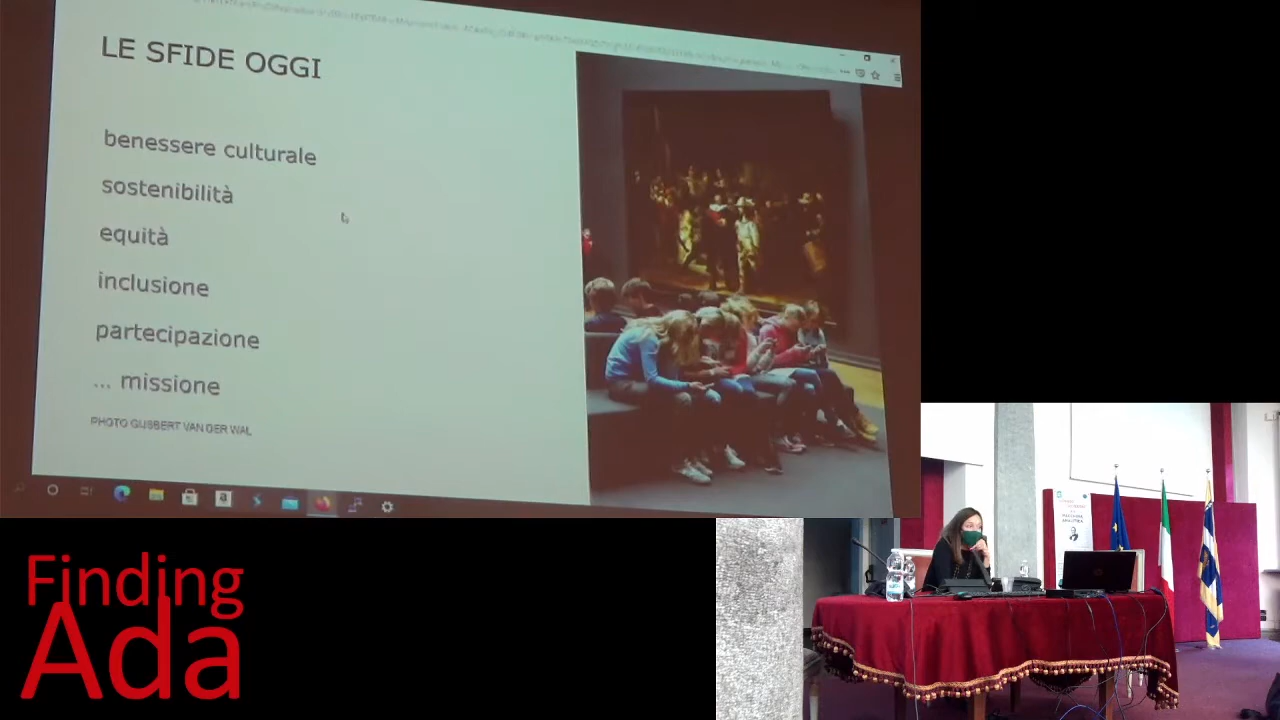 LE SFIDE OGGI
benessere culturale
sostenibilità
equità
inclusione
partecipazione
... missione
PHOTO GIJSBERT VAN DER WAL
Finding
Ada